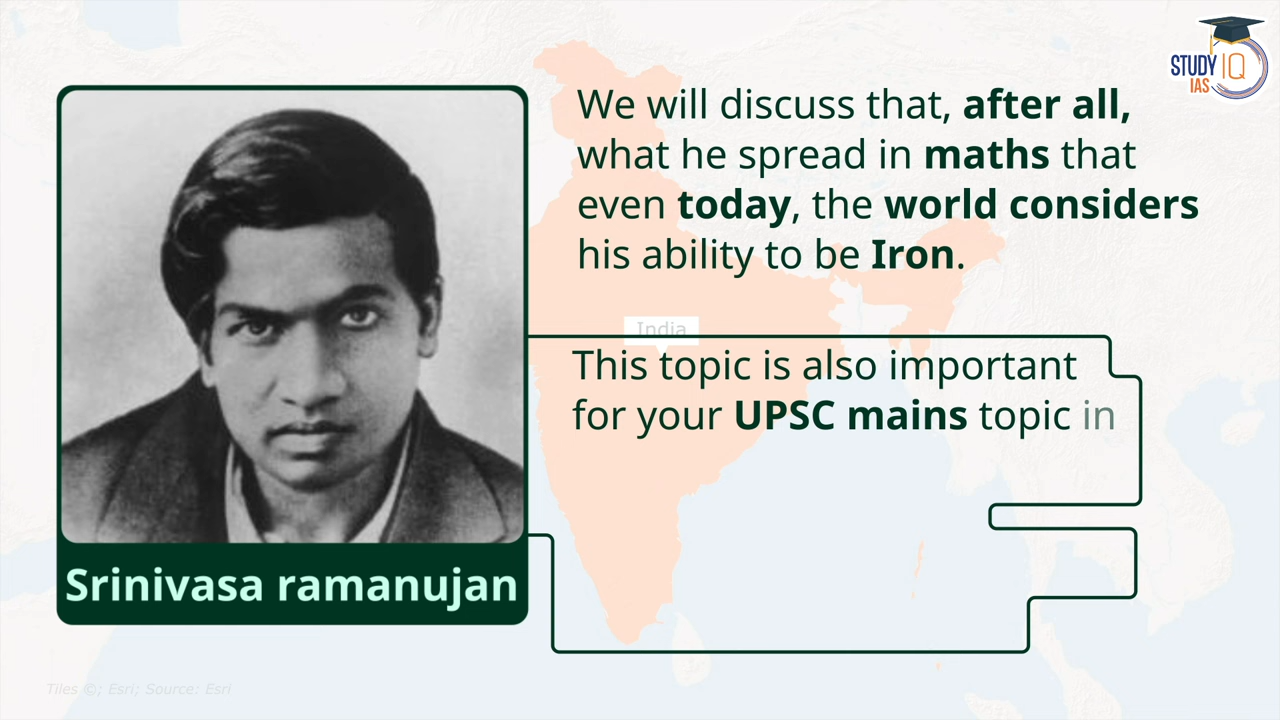 STUDY IQ
IAS
We will discuss that, after all,
what he spread in maths that
even today, the world considers
his ability to be Iron.
India
This topic is also important
for your UPSC mains topic in
Srinivasa ramanujan
Tiles ©; Esri; Source: Esri